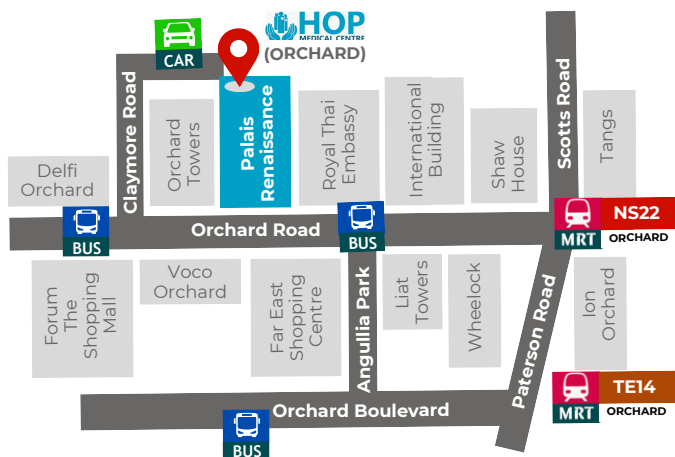 HOP
MEDICAL CENTRE
(ORCHARD)
CAR
Claymore Road
Scotts Road
Delfi
Orchard
Orchard
Towers
Palais
Renaissance
Royal Thai
Embassy
International
Building
Shaw
House
Tangs
BUS
Orchard Road
BUS
MRT
NS22
ORCHARD
Forum
The
Shopping
Mall
Voco
Orchard
Far East
Shopping
Centre
Angullia Park
Liat
Towers
Wheelock
Paterson Road
Ion
Orchard
MRT
TE14
ORCHARD
Orchard Boulevard
BUS